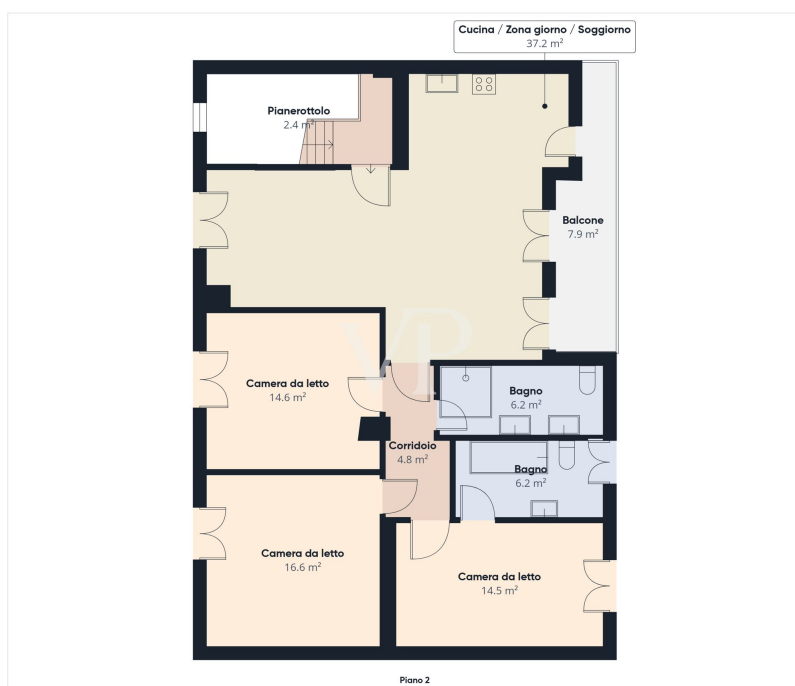 Cucina / Zona giorno / Soggiorno
37.2 m²
Pianerottolo
2.4 m²
Balcone
7.9 m²
VP
Camera da letto
14.6 m²
Bagno
6.2 m²
Corridoio
4.8 m²
Bagno
6.2 m²
Camera da letto
16.6 m²
Camera da letto
14.5 m²
Piano 2